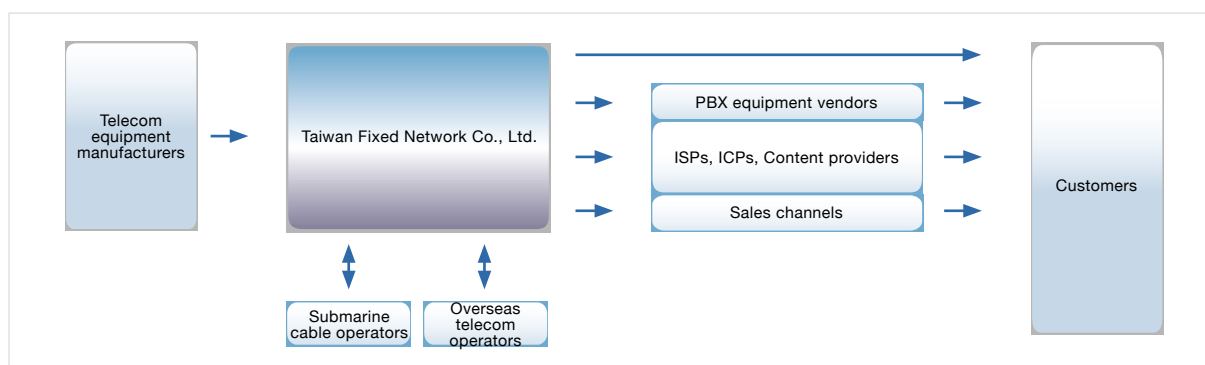 Telecom
equipment
manufacturers
Taiwan Fixed Network Co., Ltd.
PBX equipment vendors
ISPs, ICPs, Content providers
Sales channels
Customers
Submarine
cable operators
Overseas
telecom
operators